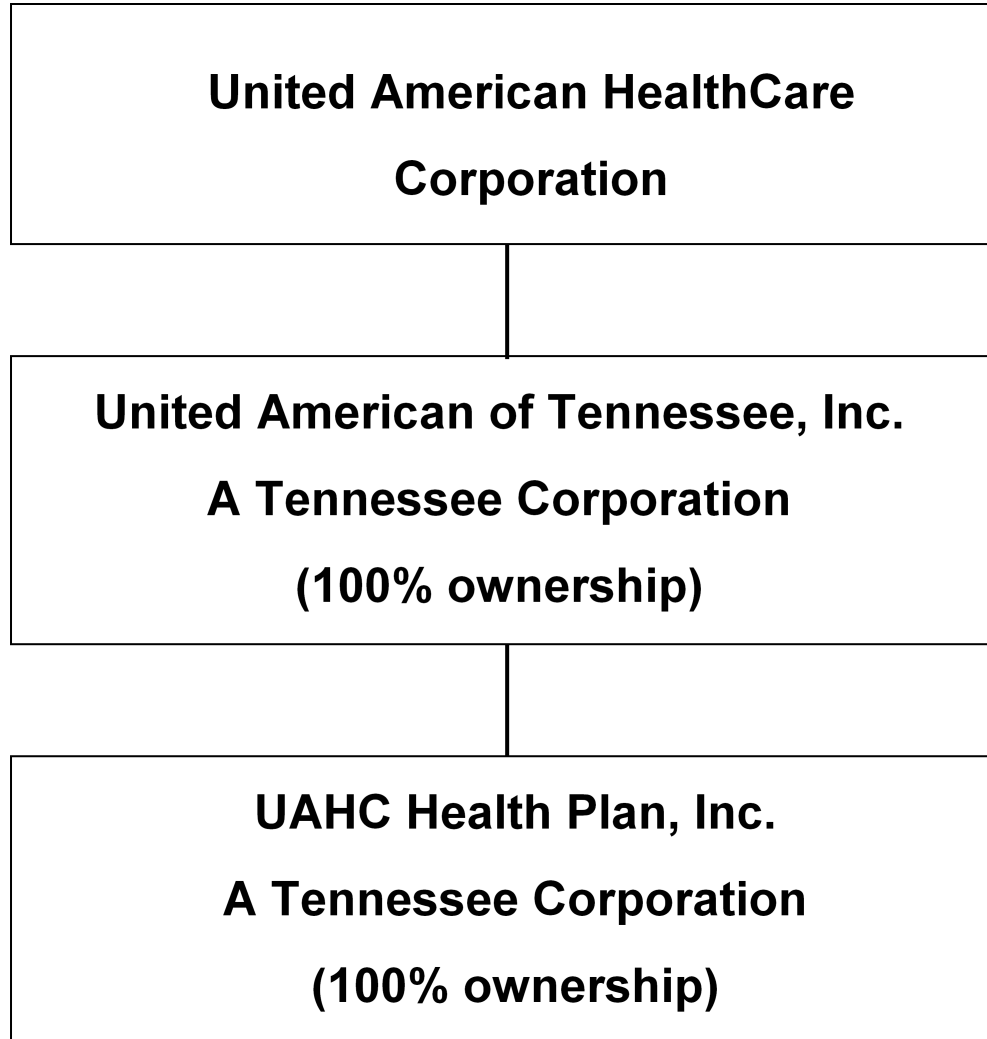 United American HealthCare
Corporation
United American of Tennessee, Inc.
A Tennessee Corporation
(100% ownership)
UAHC Health Plan, Inc.
A Tennessee Corporation
(100% ownership)